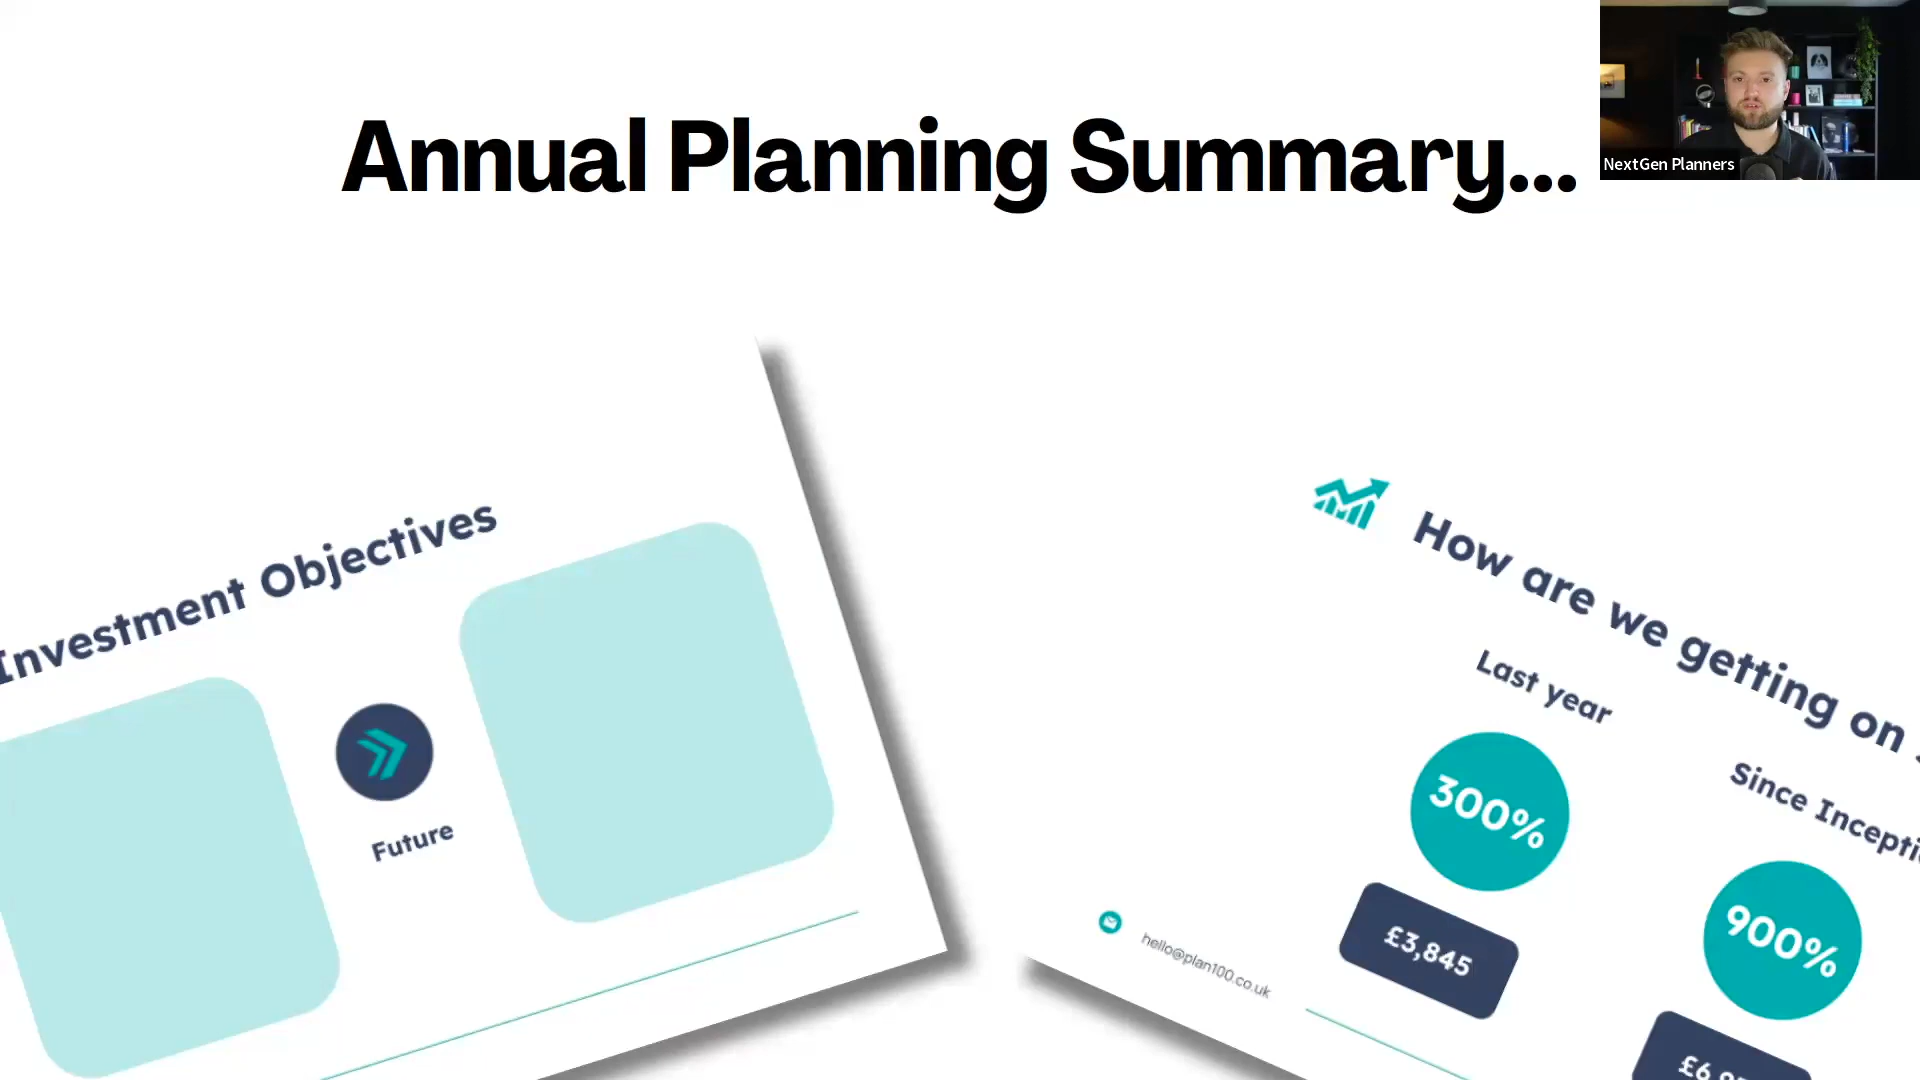 Annual Planning Summary...
NextGen Planners
Investment Objectives
Future
How are we getting on
Last year
300%
£3,845
Since
900%
hello@plan100.co.uk